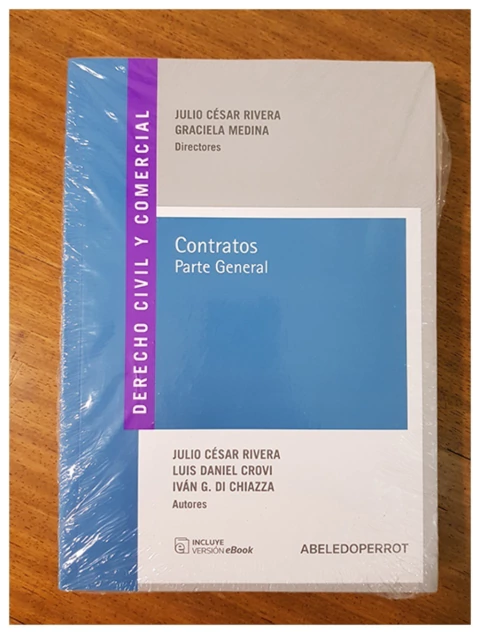 DERECHO CIVIL Y COMERCIAL
JULIO CÉSAR RIVERA
GRACIELA MEDINA
Directores
Contratos
Parte General
JULIO CÉSAR RIVERA
LUIS DANIEL CROVI
IVÁN G. DI CHIAZZA
Autores
INCLUYE
VERSIÓN eBook
ABELEDOPERROT